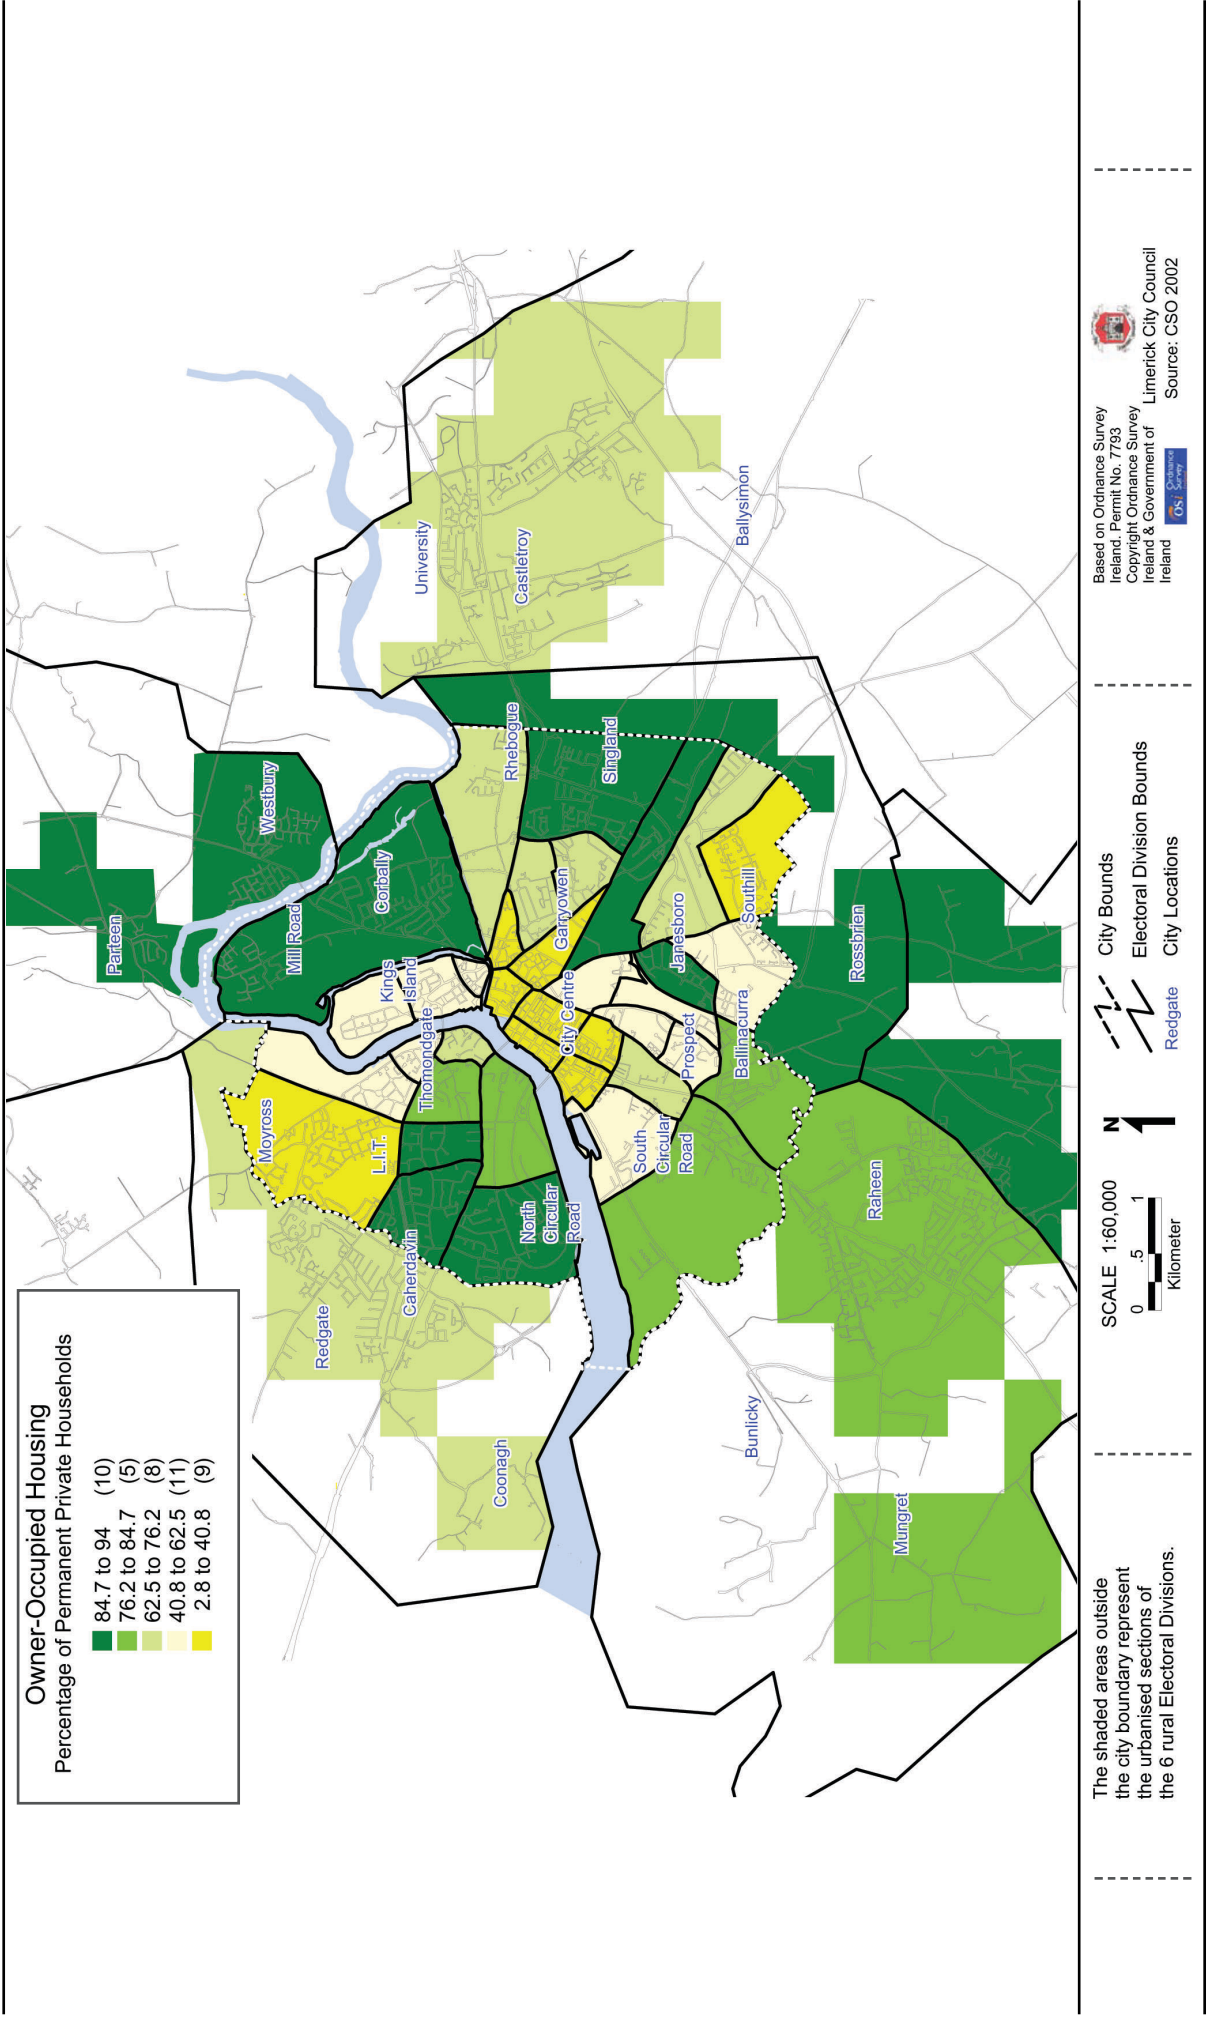 Owner-Occupied Housing
Percentage of Permanent Private Households
84.7 to 94 (10)
76.2 to 84.7 (5)
62.5 to 76.2 (8)
40.8 to 62.5 (11)
2.8 to 40.8 (9)
Parteen
Westbury
Mill Road
Corbally
Moyross
Kings
Island
Thomondgate
L.I.T.
Redgate
Caherdavin
University
Castletroy
Coonagh
North
Circular
Road
Rhebogue
Singland
Garryowen
City Centre
South
Circular
Road
Janesboro
Southill
Prospect
Ballinacurra
Ballysimon
Bunlicky
Rossbrien
Raheen
Mungret
The shaded areas outside
the city boundary represent
the urbanised sections of
the 6 rural Electoral Divisions.
SCALE 1:60,000
0 .5 1
Kilometer
N
City Bounds
Electoral Division Bounds
Redgate City Locations
Based on Ordnance Survey
Ireland. Permit No. 7793
Copyright Ordnance Survey
Ireland & Government of
Ireland
OSi Ordnance
Survey
Limerick City Council
Source: CSO 2002